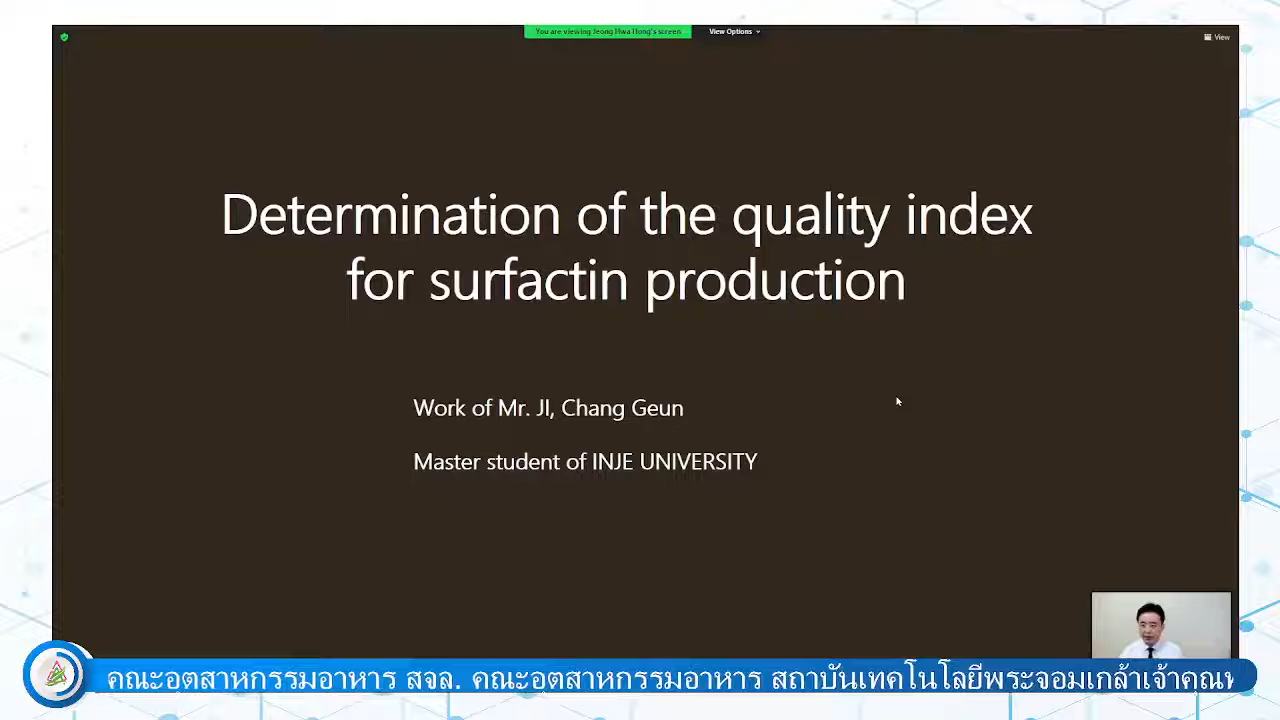 You are viewing Jeong Hwa Hong's screen
View Options
View
Determination of the quality index
for surfactin production
Work of Mr. JI, Chang Geun
Master student of INJE UNIVERSITY
คณะอุตสาหกรรมอาหาร สจล. คณะอุตสาหกรรมอาหาร สถาบันเทคโนโลยีพระจอมเกล้าเจ้าคุณท